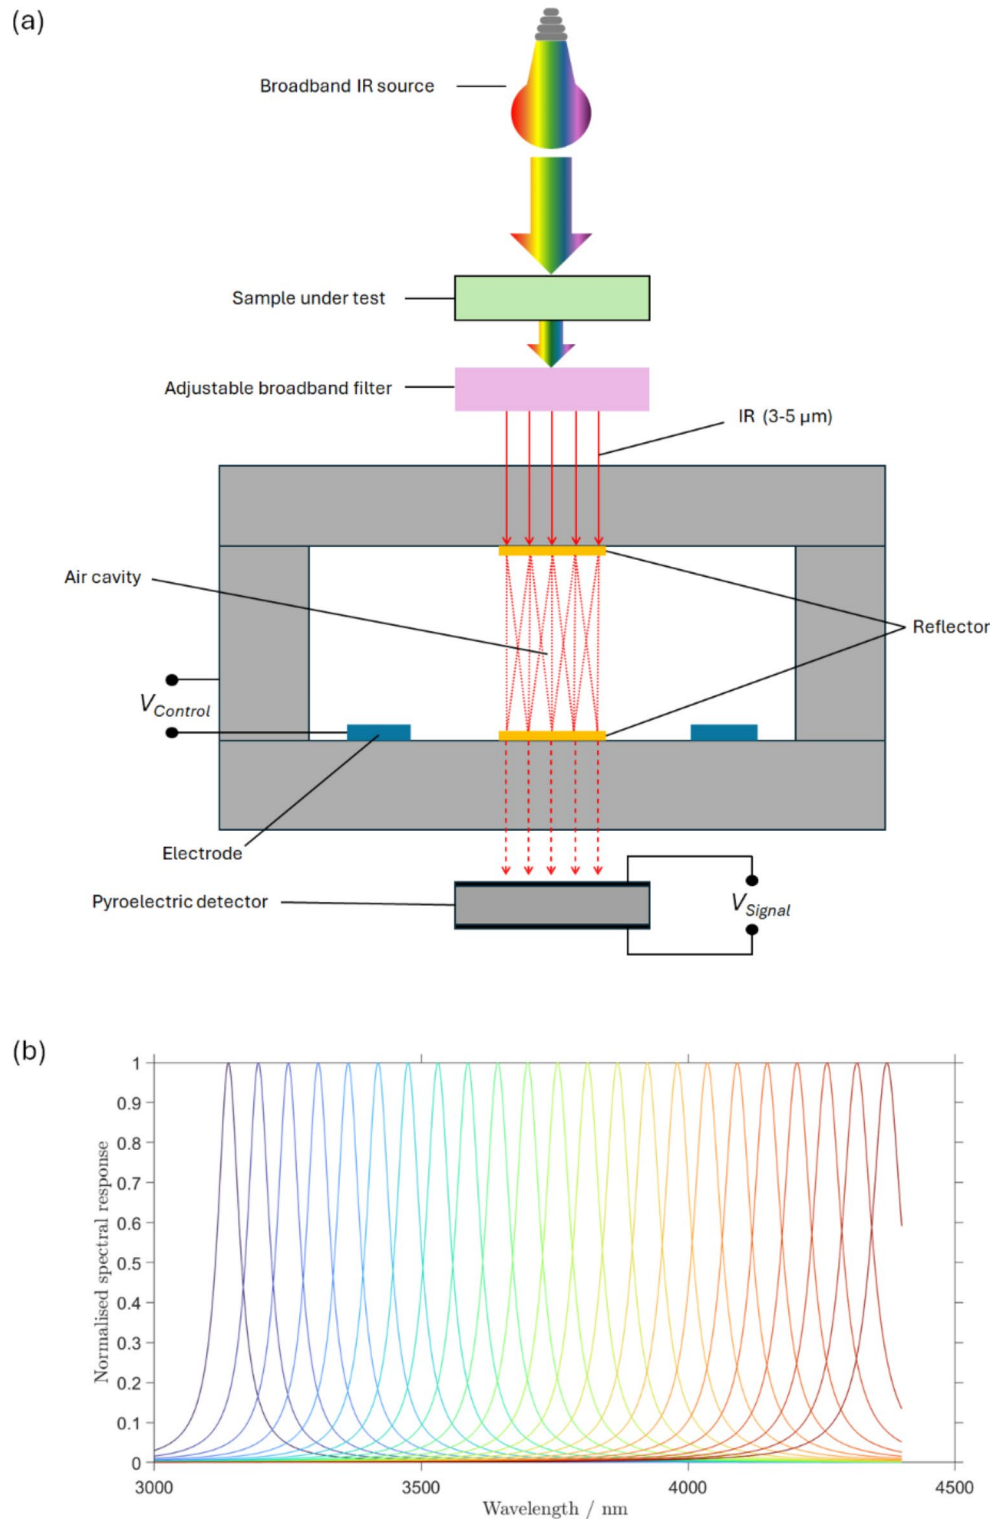 (a)
Broadband IR source
Sample under test
Adjustable broadband filter
IR (3-5 µm)
Air cavity
Reflector
VControl
Electrode
Pyroelectric detector
VSignal
(b)
1
0.9
0.8
0.7
0.6
0.5
0.4
0.3
0.2
0.1
0
Normalised spectral response
3000 3500 4000 4500
Wavelength / nm